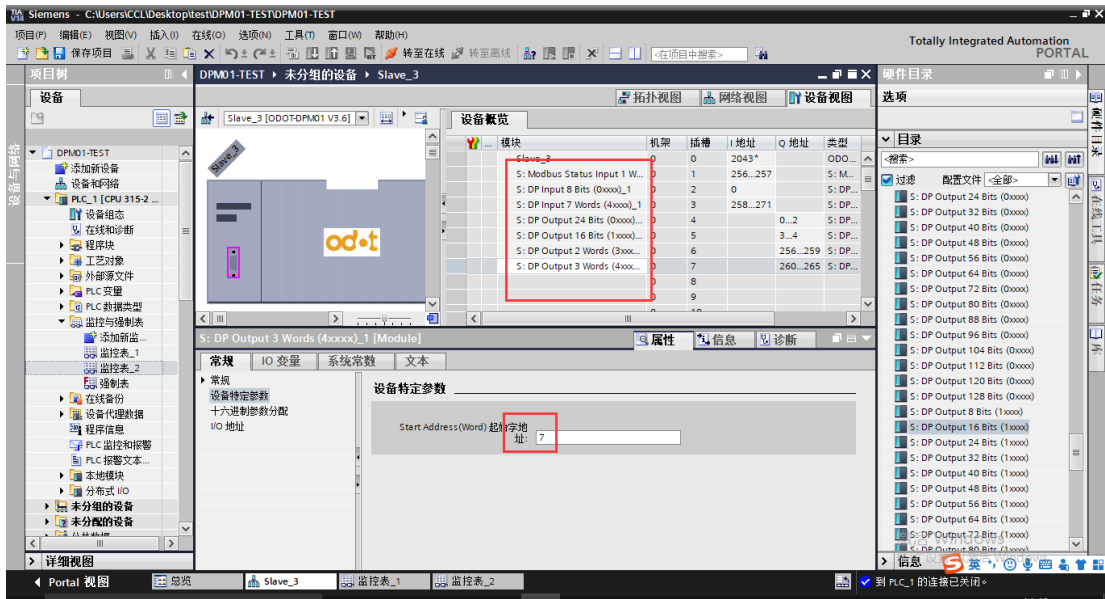 Siemens - C:\Users\CCL\Desktop\test\DPM01-TEST\DPM01-TEST
项目(P) 编辑(E) 视图(V) 插入(I) 在线(O) 选项(N) 工具(T) 窗口(W) 帮助(H)
Totally Integrated Automation
PORTAL
保存项目 转至在线 转至离线 <在项目中搜索>
项目树
DPM01-TEST 未分组的设备 Slave_3
硬件目录
设备
拓扑视图 网络视图 设备视图
选项
Slave_3 [ODOT-DPM01 V3.6]
设备概览
模块 机架 插槽 I 地址 Q 地址 类型
Slave_3 0 0 2043* ODO...
S: Modbus Status Input 1 W... 0 1 256...257 S: M...
S: DP Input 8 Bits (0xxxx)_1 0 2 0 S: DP...
S: DP Input 7 Words (4xxxx)_1 0 3 258...271 S: DP...
S: DP Output 24 Bits (0xxxx)... 0 4 0...2 S: DP...
S: DP Output 16 Bits (1xxxx)... 0 5 3...4 S: DP...
S: DP Output 2 Words (3xxx... 0 6 256...259 S: DP...
S: DP Output 3 Words (4xxx... 0 7 260...265 S: DP...
0 8
0 9
Slave_3
odot
DPM01-TEST
添加新设备
设备和网络
PLC_1 [CPU 315-2 ...
设备组态
在线和诊断
程序块
工艺对象
外部源文件
PLC 变量
PLC 数据类型
监控与强制表
添加新监...
监控表_1
监控表_2
强制表
在线备份
设备代理数据
程序信息
PLC 监控和报警
PLC 报警文本...
本地模块
分布式 I/O
未分组的设备
未分配的设备
详细视图
设备与网络
S: DP Output 3 Words (4xxxx)_1 [Module]
属性 信息 诊断
常规 IO 变量 系统常数 文本
常规
设备特定参数
十六进制参数分配
I/O 地址
设备特定参数
Start Address(Word) 起始字地
址: 7
目录
<搜索>
过滤 配置文件 <全部>
S: DP Output 24 Bits (0xxxx)
S: DP Output 32 Bits (0xxxx)
S: DP Output 40 Bits (0xxxx)
S: DP Output 48 Bits (0xxxx)
S: DP Output 56 Bits (0xxxx)
S: DP Output 64 Bits (0xxxx)
S: DP Output 72 Bits (0xxxx)
S: DP Output 80 Bits (0xxxx)
S: DP Output 88 Bits (0xxxx)
S: DP Output 96 Bits (0xxxx)
S: DP Output 104 Bits (0xxxx)
S: DP Output 112 Bits (0xxxx)
S: DP Output 120 Bits (0xxxx)
S: DP Output 128 Bits (0xxxx)
S: DP Output 8 Bits (1xxxx)
S: DP Output 16 Bits (1xxxx)
S: DP Output 24 Bits (1xxxx)
S: DP Output 32 Bits (1xxxx)
S: DP Output 40 Bits (1xxxx)
S: DP Output 48 Bits (1xxxx)
S: DP Output 56 Bits (1xxxx)
S: DP Output 64 Bits (1xxxx)
S: DP Output 72 Bits (1xxxx)
S: DP Output 80 Bits (1xxxx)
信息
硬件目录
在线工具
任务
库
英
Portal 视图 总览 Slave_3 监控表_1 监控表_2
到 PLC_1 的连接已关闭。